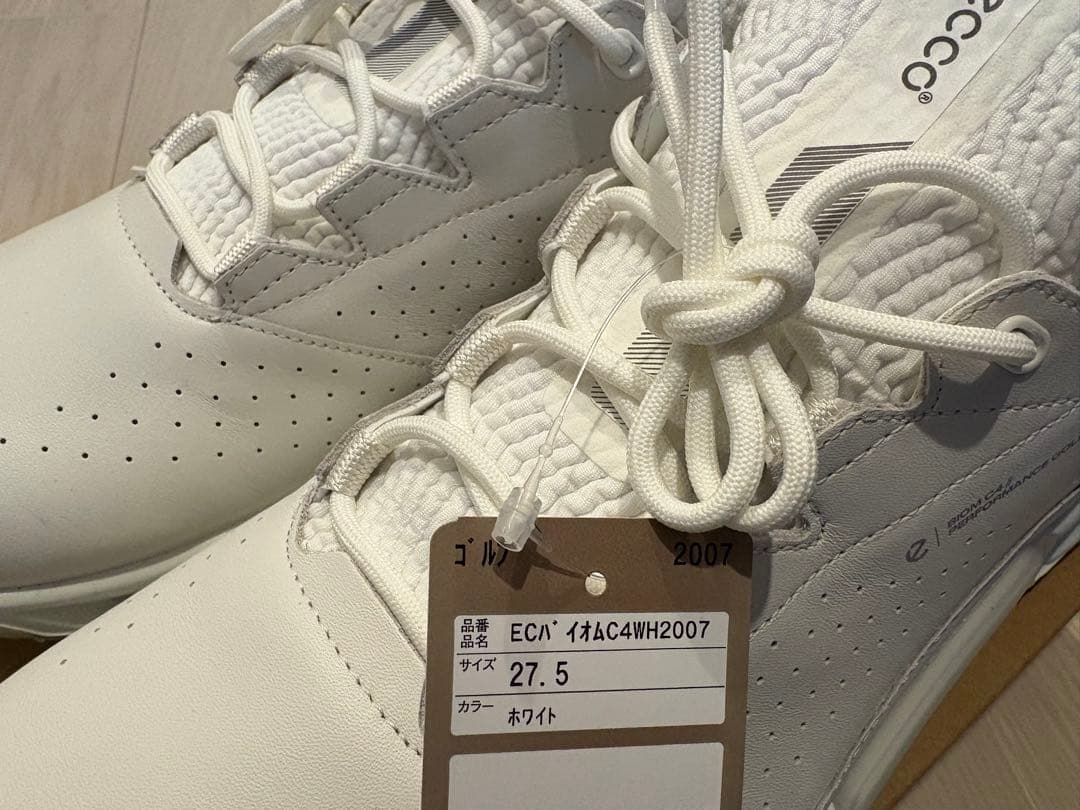 ecco®
BIOM C4 /
e | PERFORMANCE GOLF
ｺﾞﾙﾌ 2007
品番
品名 ECﾊﾞｲｵﾑC4WH2007
サイズ 27.5
カラー ﾎﾜｲﾄ